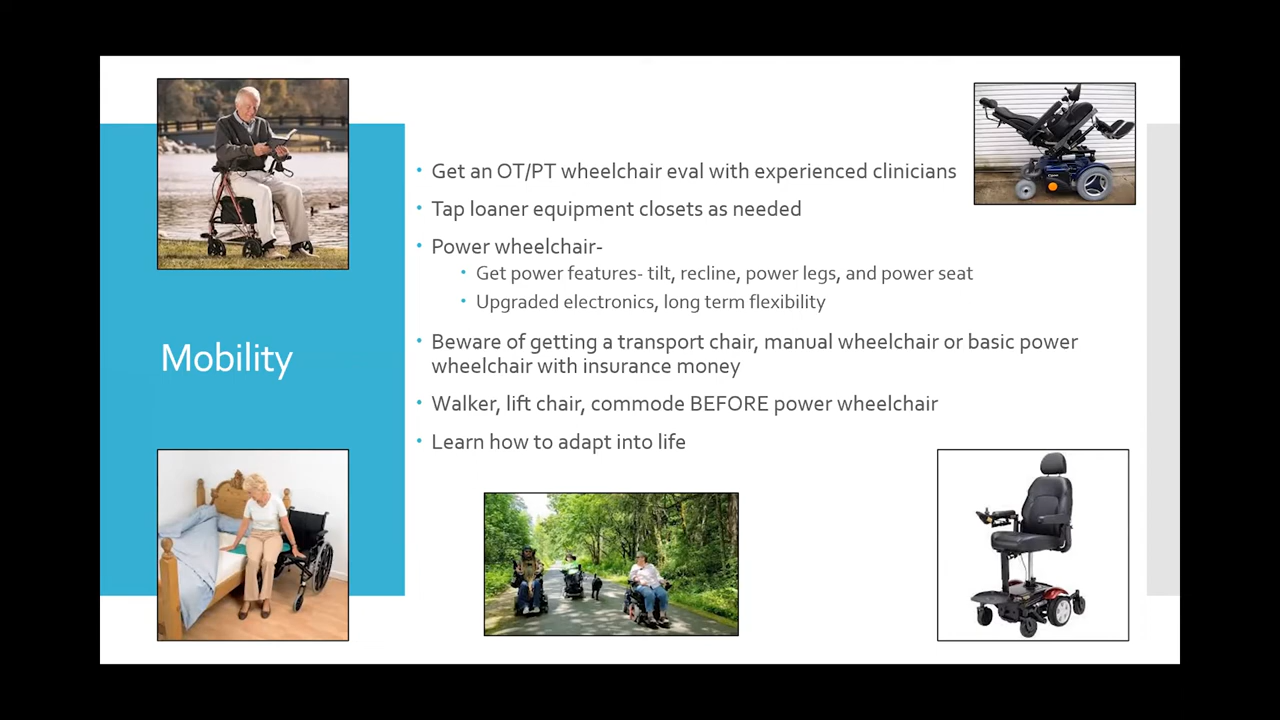 Mobility
Get an OT/PT wheelchair eval with experienced clinicians
Tap loaner equipment closets as needed
Power wheelchair-
Get power features- tilt, recline, power legs, and power seat
Upgraded electronics, long term flexibility
Beware of getting a transport chair, manual wheelchair or basic power
wheelchair with insurance money
Walker, lift chair, commode BEFORE power wheelchair
Learn how to adapt into life